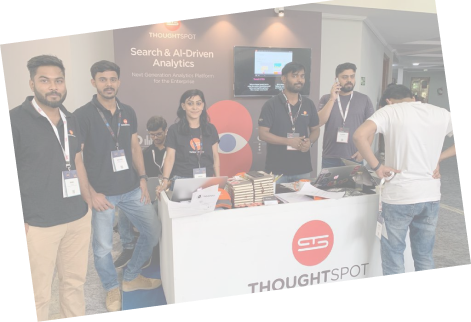 THOUGHTSPOT
Search & AI-Driven
Analytics
Next-Generation Analytics Platform
for the Enterprise
THOUGHTSPOT